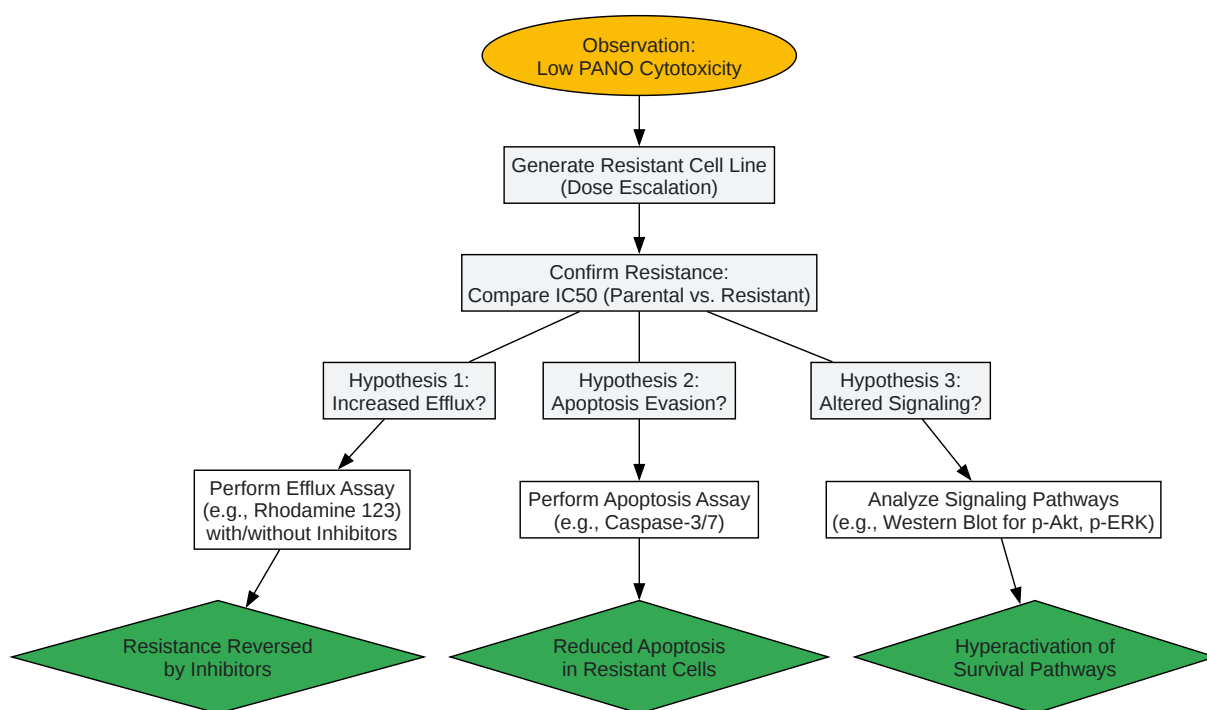 Observation:
Low PANO Cytotoxicity
Generate Resistant Cell Line
(Dose Escalation)
Confirm Resistance:
Compare IC50 (Parental vs. Resistant)
Hypothesis 1:
Increased Efflux?
Hypothesis 2:
Apoptosis Evasion?
Hypothesis 3:
Altered Signaling?
Perform Efflux Assay
(e.g., Rhodamine 123)
with/without Inhibitors
Perform Apoptosis Assay
(e.g., Caspase-3/7)
Analyze Signaling Pathways
(e.g., Western Blot for p-Akt, p-ERK)
Resistance Reversed
by Inhibitors
Reduced Apoptosis
in Resistant Cells
Hyperactivation of
Survival Pathways